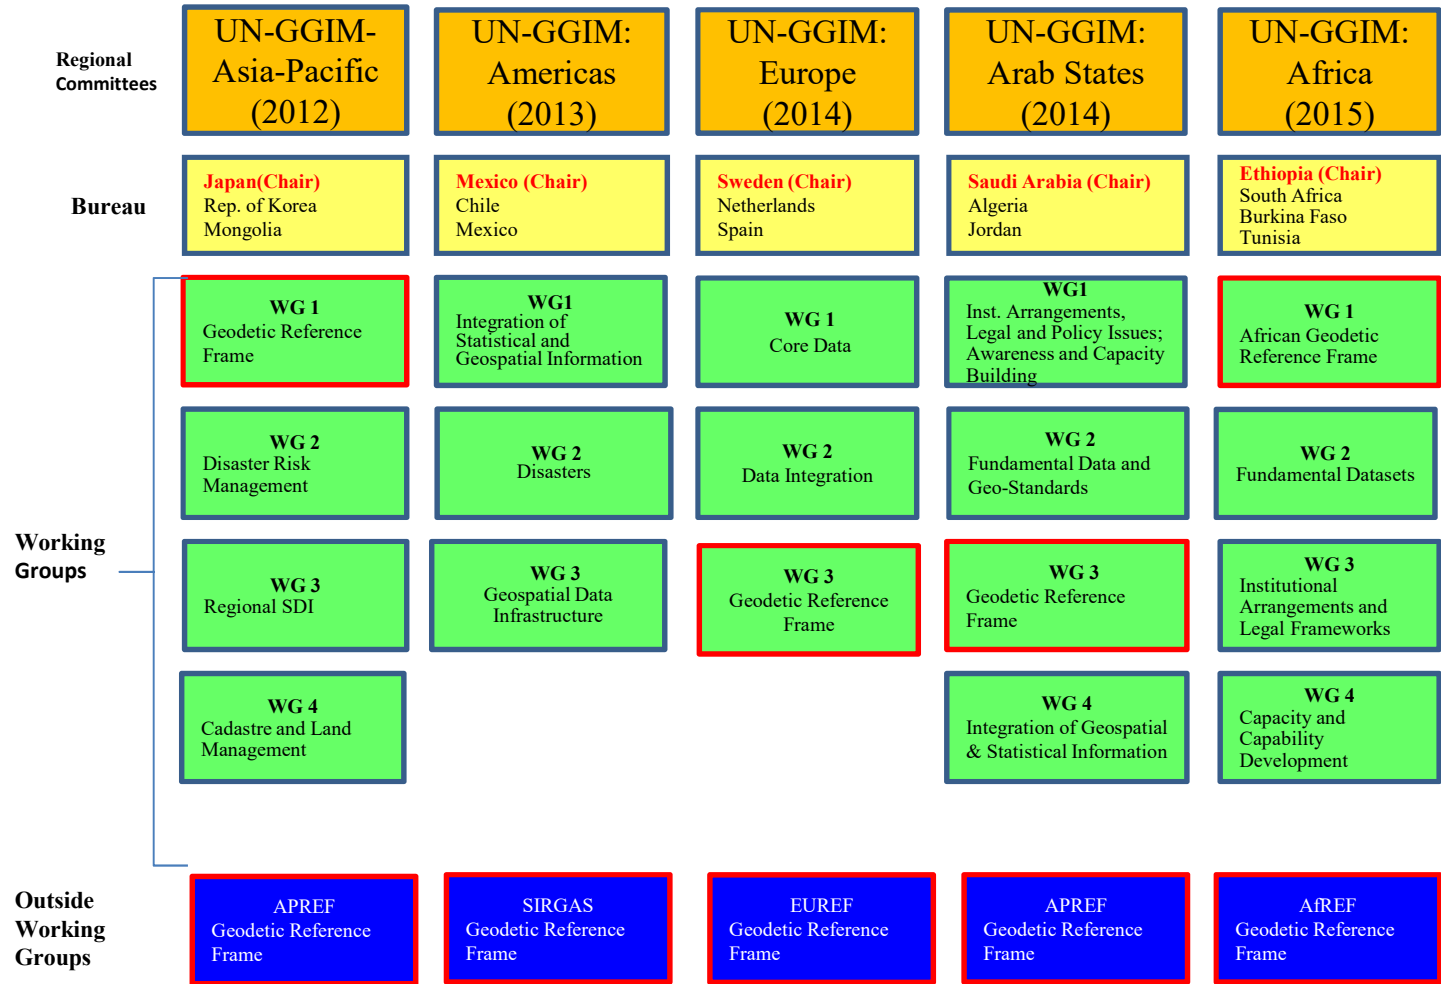 Regional
Committees
UN-GGIM-
Asia-Pacific
(2012)
UN-GGIM:
Americas
(2013)
UN-GGIM:
Europe
(2014)
UN-GGIM:
Arab States
(2014)
UN-GGIM:
Africa
(2015)
Bureau
Japan(Chair)
Rep. of Korea
Mongolia
Mexico (Chair)
Chile
Mexico
Sweden (Chair)
Netherlands
Spain
Saudi Arabia (Chair)
Algeria
Jordan
Ethiopia (Chair)
South Africa
Burkina Faso
Tunisia
Working
Groups
WG 1
Geodetic Reference
Frame
WG1
Integration of
Statistical and
Geospatial Information
WG 1
Core Data
WG1
Inst. Arrangements,
Legal and Policy Issues;
Awareness and Capacity
Building
WG 1
African Geodetic
Reference Frame
WG 2
Disaster Risk
Management
WG 2
Disasters
WG 2
Data Integration
WG 2
Fundamental Data and
Geo-Standards
WG 2
Fundamental Datasets
WG 3
Regional SDI
WG 3
Geospatial Data
Infrastructure
WG 3
Geodetic Reference
Frame
WG 3
Geodetic Reference
Frame
WG 3
Institutional
Arrangements and
Legal Frameworks
WG 4
Cadastre and Land
Management
WG 4
Integration of Geospatial
& Statistical Information
WG 4
Capacity and
Capability
Development
Outside
Working
Groups
APREF
Geodetic Reference
Frame
SIRGAS
Geodetic Reference
Frame
EUREF
Geodetic Reference
Frame
APREF
Geodetic Reference
Frame
AfREF
Geodetic Reference
Frame